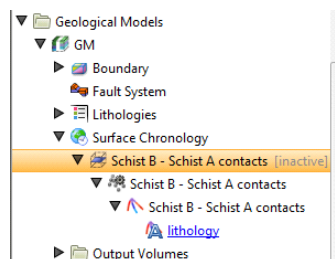 Geological Models
GM
Boundary
Fault System
Lithologies
Surface Chronology
Schist B - Schist A contacts [inactive]
Schist B - Schist A contacts
Schist B - Schist A contacts
lithology
Output Volumes